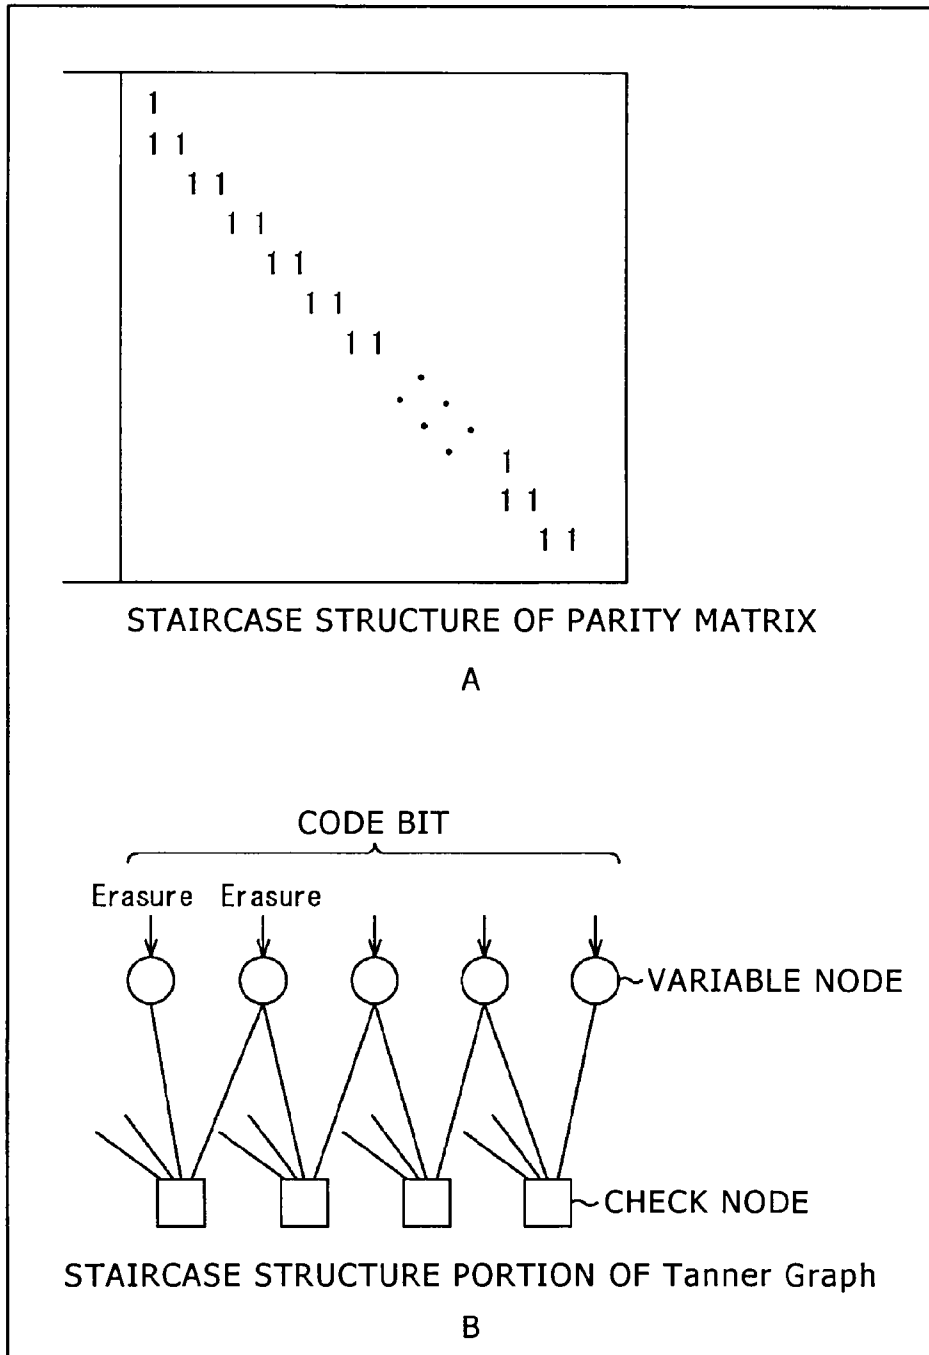 1
1 1
1 1
1 1
1 1
1 1
1 1
1
1 1
1 1
STAIRCASE STRUCTURE OF PARITY MATRIX
A
CODE BIT
Erasure Erasure
VARIABLE NODE
CHECK NODE
STAIRCASE STRUCTURE PORTION OF Tanner Graph
B